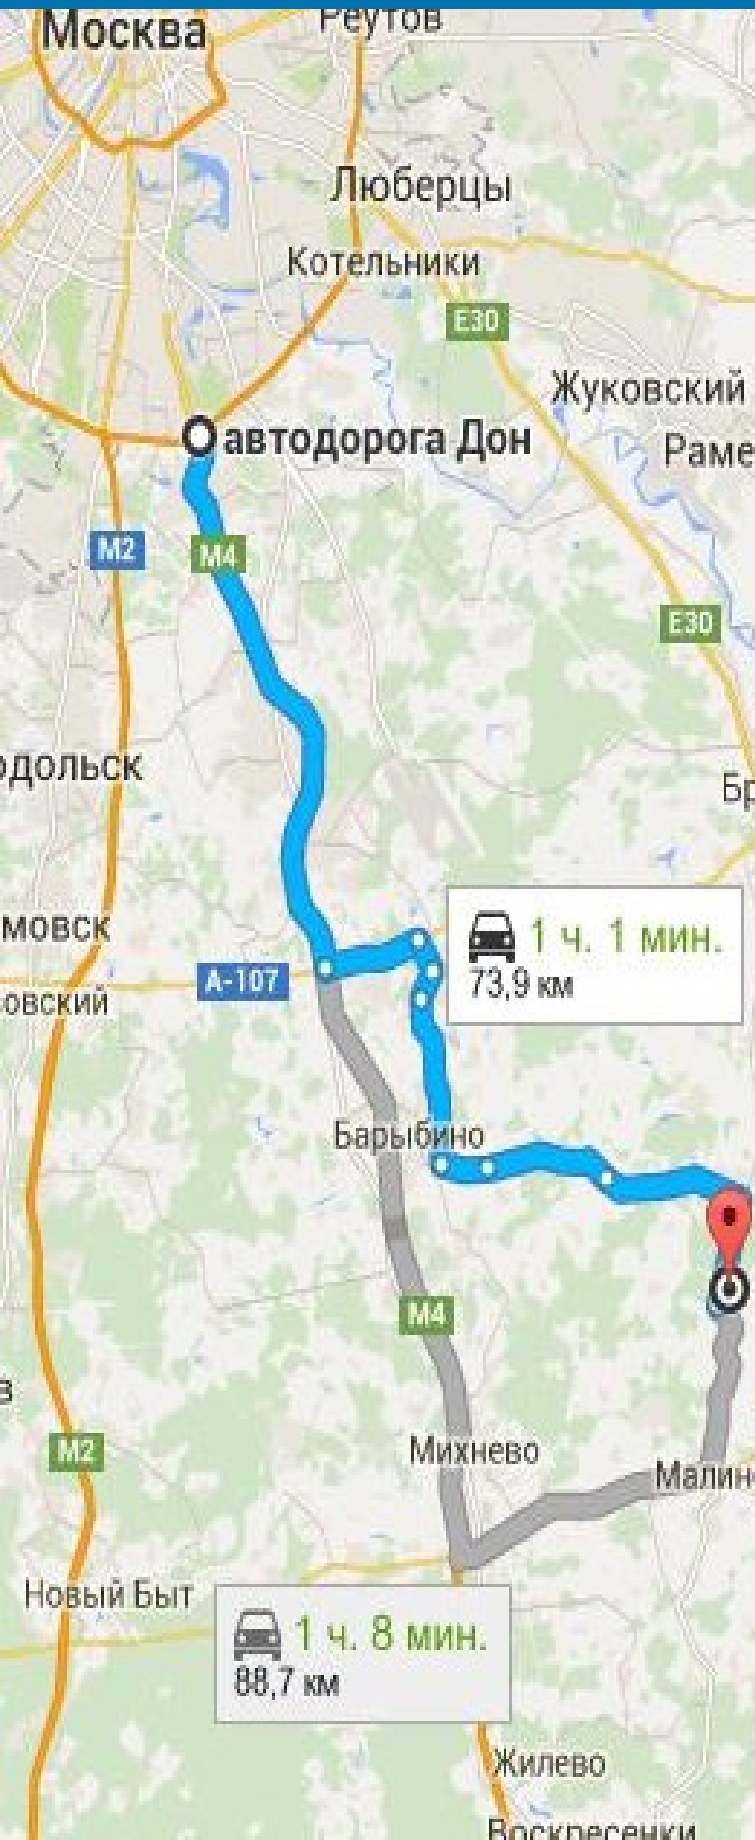 Москва
Реутов
Люберцы
Котельники
E30
Жуковский
автодорога Дон
Раме
M2
M4
E30
одольск
Бр
мовск
1 ч. 1 мин.
73,9 км
A-107
овский
Барыбино
M4
в
M2
Михнево
Малин
Новый Быт
1 ч. 8 мин.
88,7 км
Жилево
Воскресенки